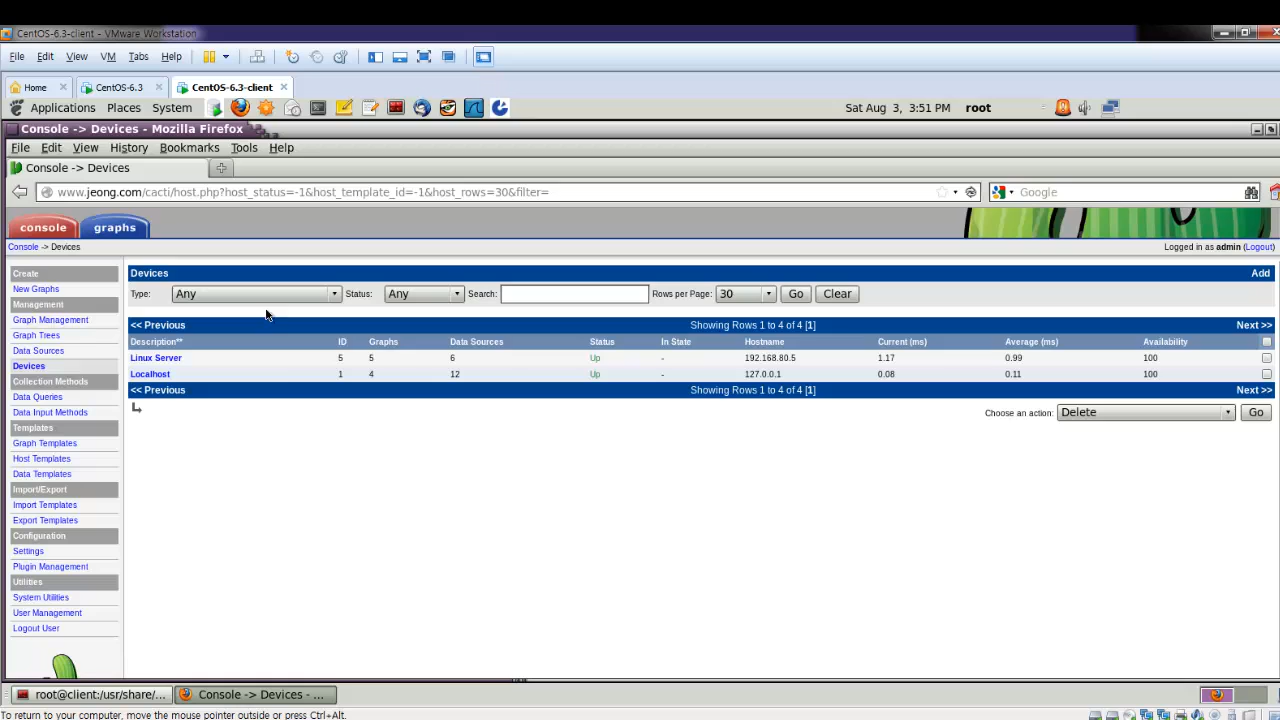 CentOS-6.3-client - VMware Workstation
File Edit View VM Tabs Help
Home CentOS-6.3 CentOS-6.3-client
Applications Places System Sat Aug 3, 3:51 PM root
Console -> Devices - Mozilla Firefox
File Edit View History Bookmarks Tools Help
Console -> Devices
www.jeong.com/cacti/host.php?host_status=-1&host_template_id=-1&host_rows=30&filter= Google
console graphs
Console -> Devices Logged in as admin (Logout)
Create
New Graphs
Management
Graph Management
Graph Trees
Data Sources
Devices
Collection Methods
Data Queries
Data Input Methods
Templates
Graph Templates
Host Templates
Data Templates
Import/Export
Import Templates
Export Templates
Configuration
Settings
Plugin Management
Utilities
System Utilities
User Management
Logout User
Devices Add
Type: Any Status: Any Search: Rows per Page: 30 Go Clear
<< Previous Showing Rows 1 to 4 of 4 [1] Next >>
Description** ID Graphs Data Sources Status In State Hostname Current (ms) Average (ms) Availability
Linux Server 5 5 6 Up - 192.168.80.5 1.17 0.99 100
Localhost 1 4 12 Up - 127.0.0.1 0.08 0.11 100
<< Previous Showing Rows 1 to 4 of 4 [1] Next >>
Choose an action: Delete Go
root@client:/usr/share/... Console -> Devices - ...
To return to your computer, move the mouse pointer outside or press Ctrl+Alt.